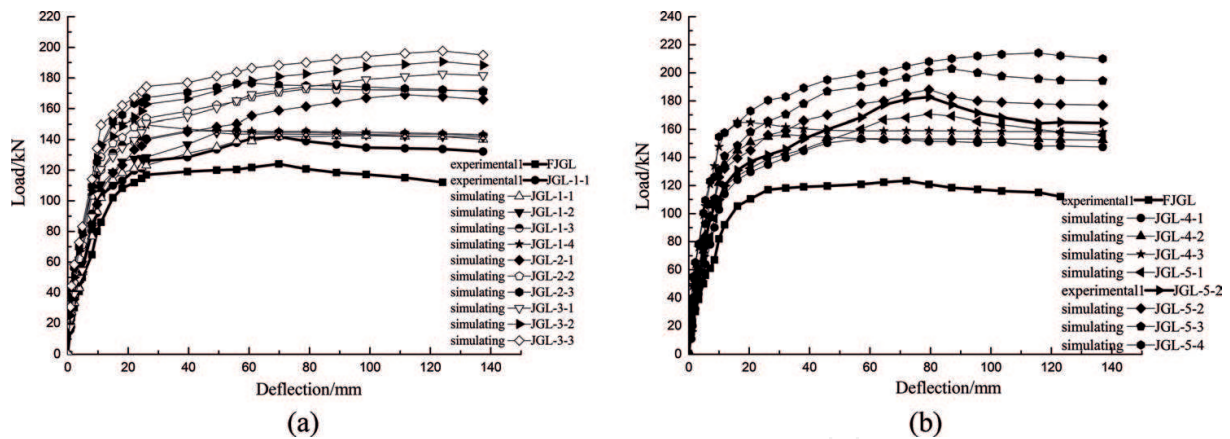 220
200
180
160
140
120
100
80
60
40
20
0
Load/kN
0 20 40 60 80 100 120 140
Deflection/mm
experimental1 FJGL
experimental1 JGL-1-1
simulating JGL-1-1
simulating JGL-1-2
simulating JGL-1-3
simulating JGL-1-4
simulating JGL-2-1
simulating JGL-2-2
simulating JGL-2-3
simulating JGL-3-1
simulating JGL-3-2
simulating JGL-3-3
(a)
240
220
200
180
160
140
120
100
80
60
40
20
0
Load/kN
0 20 40 60 80 100 120 140
Deflection/mm
experimental1 FJGL
simulating JGL-4-1
simulating JGL-4-2
simulating JGL-4-3
simulating JGL-5-1
experimental1 JGL-5-2
simulating JGL-5-2
simulating JGL-5-3
simulating JGL-5-4
(b)